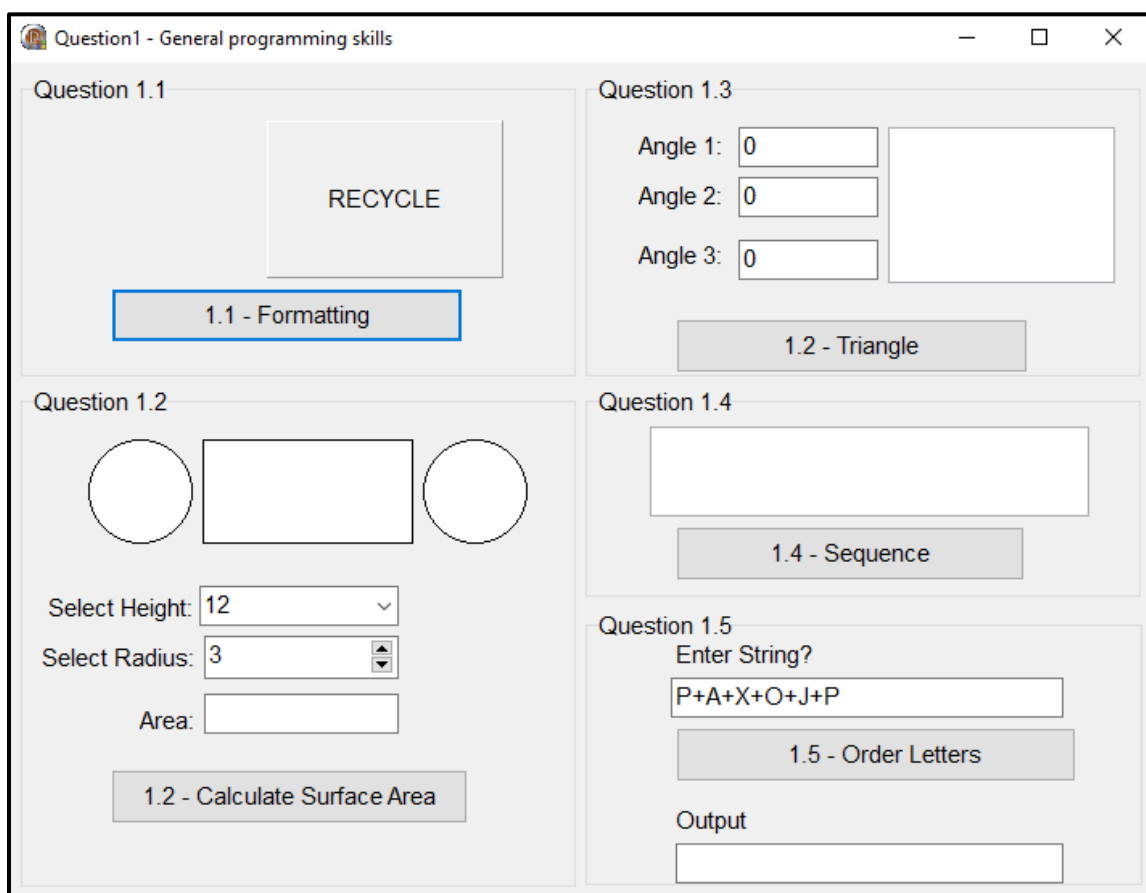 Question1 - General programming skills
Question 1.1
RECYCLE
1.1 - Formatting
Question 1.2
Select Height: 12
Select Radius: 3
Area:
1.2 - Calculate Surface Area
Question 1.3
Angle 1: 0
Angle 2: 0
Angle 3: 0
1.2 - Triangle
Question 1.4
1.4 - Sequence
Question 1.5
Enter String?
P+A+X+O+J+P
1.5 - Order Letters
Output